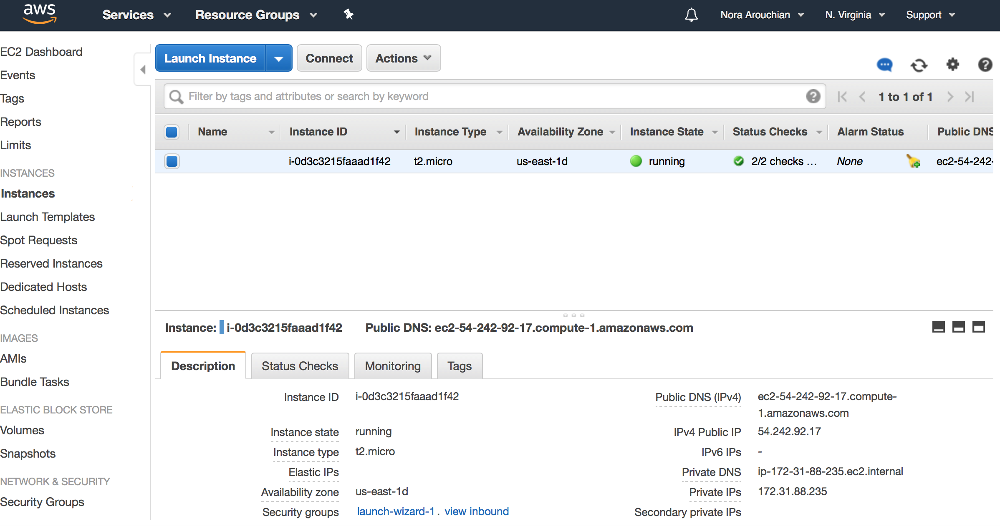 aws Services Resource Groups Nora Arouchian N. Virginia Support
EC2 Dashboard
Events
Tags
Reports
Limits
INSTANCES
Instances
Launch Templates
Spot Requests
Reserved Instances
Dedicated Hosts
Scheduled Instances
IMAGES
AMIs
Bundle Tasks
ELASTIC BLOCK STORE
Volumes
Snapshots
NETWORK & SECURITY
Security Groups
Launch Instance Connect Actions
Filter by tags and attributes or search by keyword 1 to 1 of 1
Name Instance ID Instance Type Availability Zone Instance State Status Checks Alarm Status Public DNS
i-0d3c3215faaad1f42 t2.micro us-east-1d running 2/2 checks ... None ec2-54-242-
Instance: i-0d3c3215faaad1f42 Public DNS: ec2-54-242-92-17.compute-1.amazonaws.com
Description Status Checks Monitoring Tags
Instance ID i-0d3c3215faaad1f42
Instance state running
Instance type t2.micro
Elastic IPs
Availability zone us-east-1d
Security groups launch-wizard-1. view inbound
Public DNS (IPv4) ec2-54-242-92-17.compute-
1.amazonaws.com
IPv4 Public IP 54.242.92.17
IPv6 IPs -
Private DNS ip-172-31-88-235.ec2.internal
Private IPs 172.31.88.235
Secondary private IPs